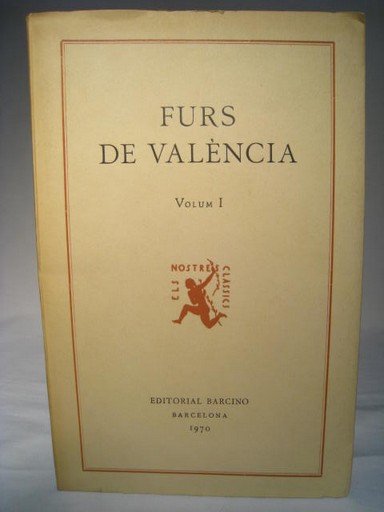 FURS
DE VALÈNCIA
VOLUM I
ELS NOSTRES CLÀSSICS
EDITORIAL BARCINO
BARCELONA
1970